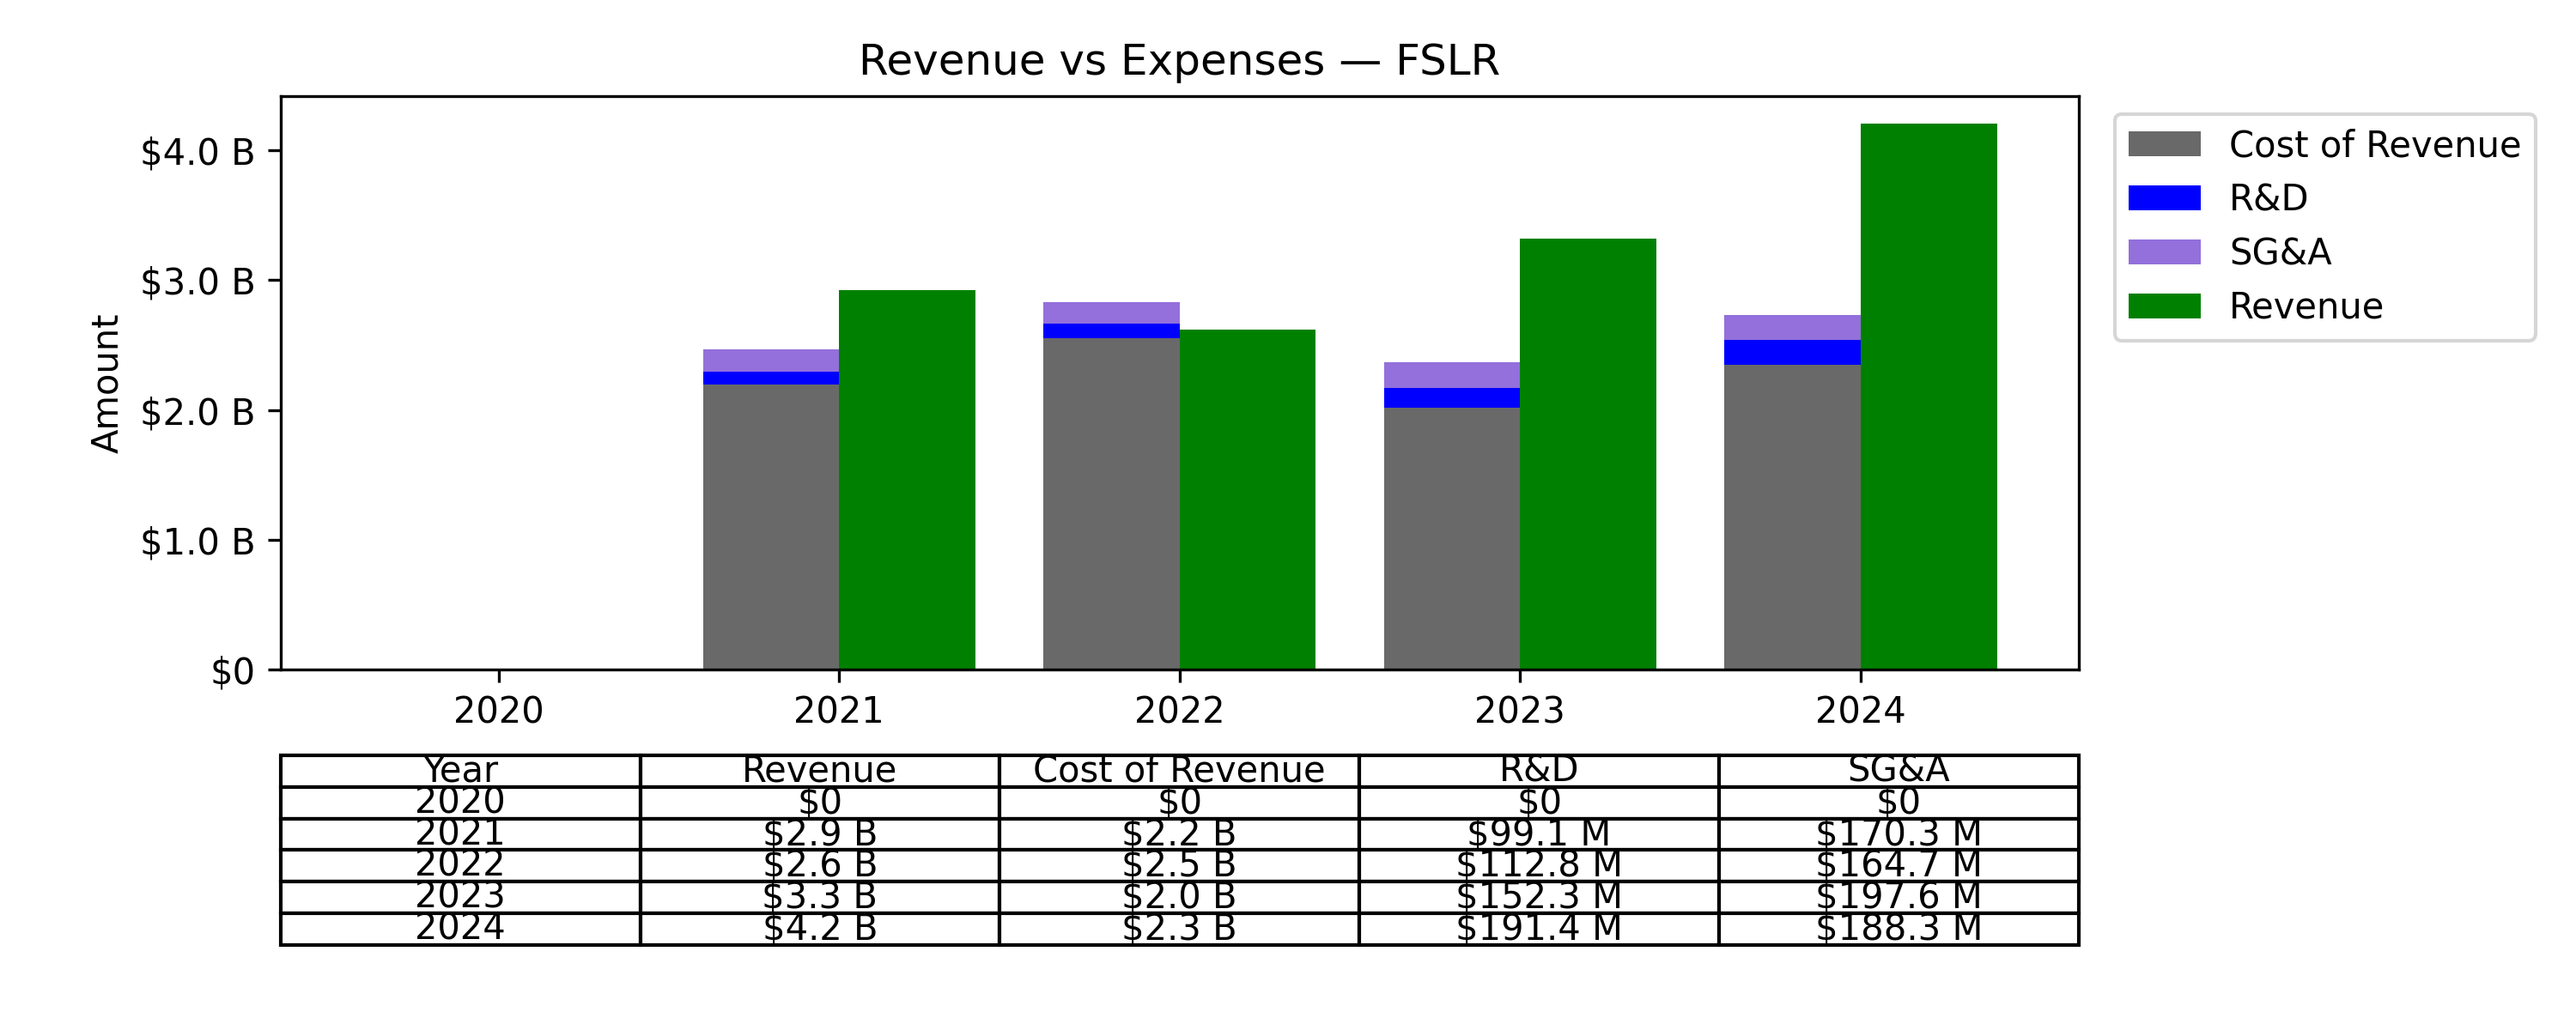 Revenue vs Expenses — FSLR
$4.0 B
$3.0 B
$2.0 B
$1.0 B
$0
Amount
2020 2021 2022 2023 2024
Cost of Revenue
R&D
SG&A
Revenue
Year Revenue Cost of Revenue R&D SG&A
2020 $0 $0 $0 $0
2021 $2.9 B $2.2 B $99.1 M $170.3 M
2022 $2.6 B $2.5 B $112.8 M $164.7 M
2023 $3.3 B $2.0 B $152.3 M $197.6 M
2024 $4.2 B $2.3 B $191.4 M $188.3 M